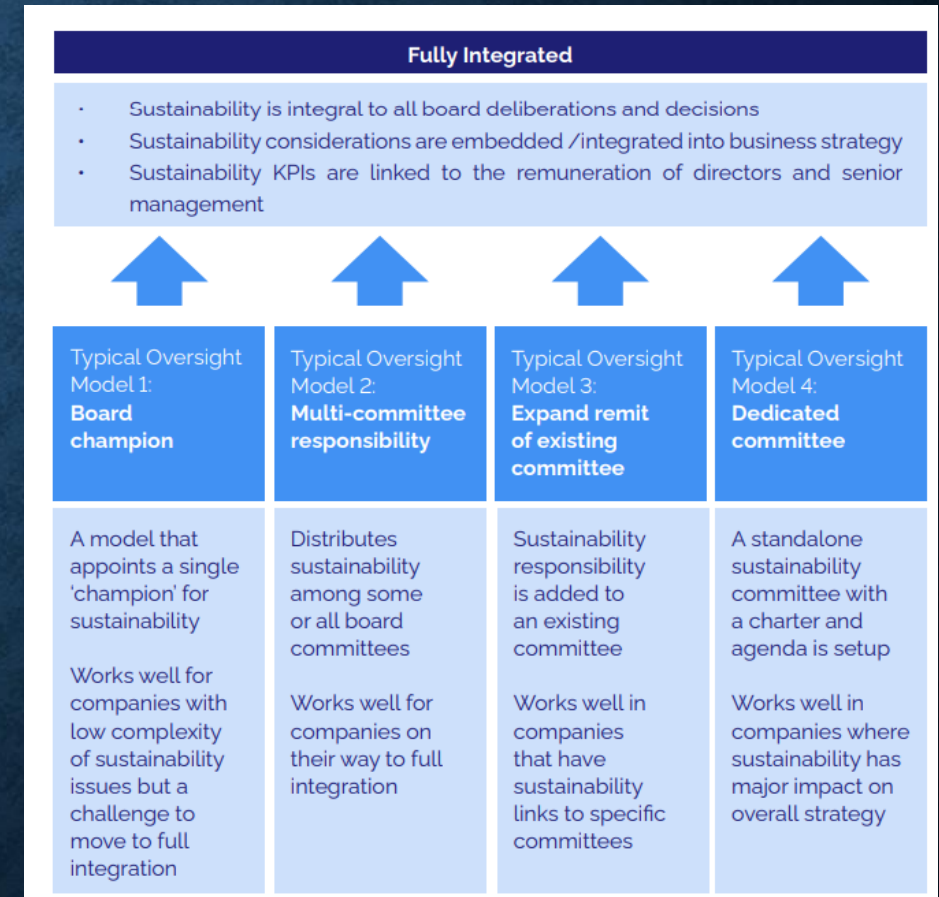 Fully Integrated
· Sustainability is integral to all board deliberations and decisions
· Sustainability considerations are embedded /integrated into business strategy
· Sustainability KPIs are linked to the remuneration of directors and senior
management
Typical Oversight
Model 1:
Board
champion
Typical Oversight
Model 2:
Multi-committee
responsibility
Typical Oversight
Model 3:
Expand remit
of existing
committee
Typical Oversight
Model 4:
Dedicated
committee
A model that
appoints a single
‘champion’ for
sustainability
Works well for
companies with
low complexity
of sustainability
issues but a
challenge to
move to full
integration
Distributes
sustainability
among some
or all board
committees
Works well for
companies on
their way to full
integration
Sustainability
responsibility
is added to
an existing
committee
Works well in
companies
that have
sustainability
links to specific
committees
A standalone
sustainability
committee with
a charter and
agenda is setup
Works well in
companies where
sustainability has
major impact on
overall strategy